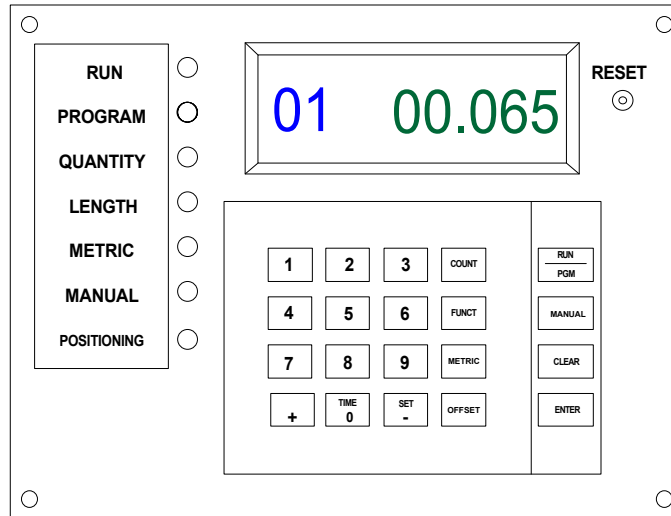 RUN
PROGRAM
QUANTITY
LENGTH
METRIC
MANUAL
POSITIONING
01 00.065
RESET
1 2 3 COUNT
4 5 6 FUNCT
7 8 9 METRIC
+ TIME 0 SET - OFFSET
RUN
PGM
MANUAL
CLEAR
ENTER